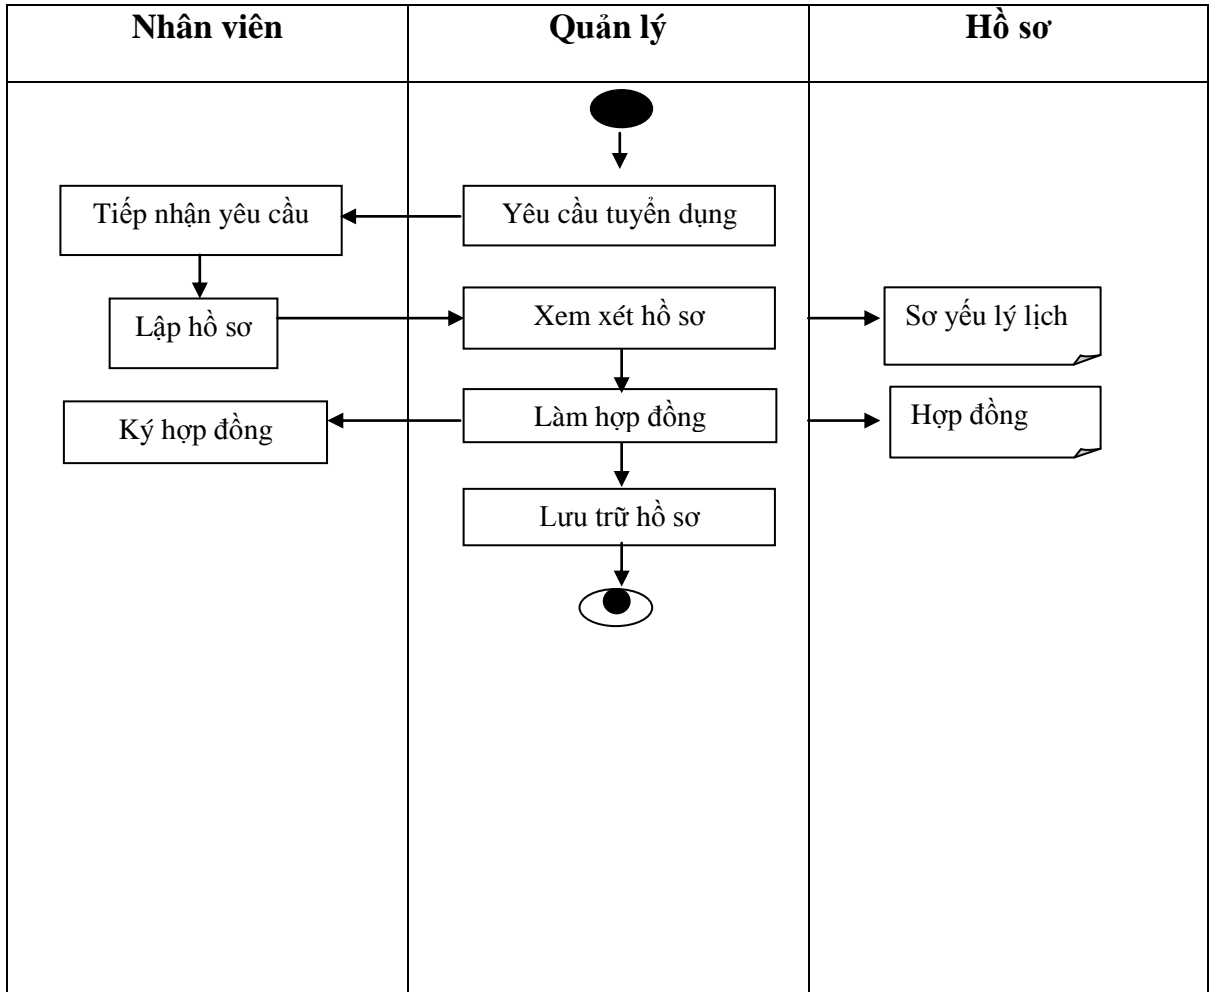 Nhân viên
Quản lý
Hồ sơ
Tiếp nhận yêu cầu
Yêu cầu tuyển dụng
Lập hồ sơ
Xem xét hồ sơ
Sơ yếu lý lịch
Ký hợp đồng
Làm hợp đồng
Hợp đồng
Lưu trữ hồ sơ